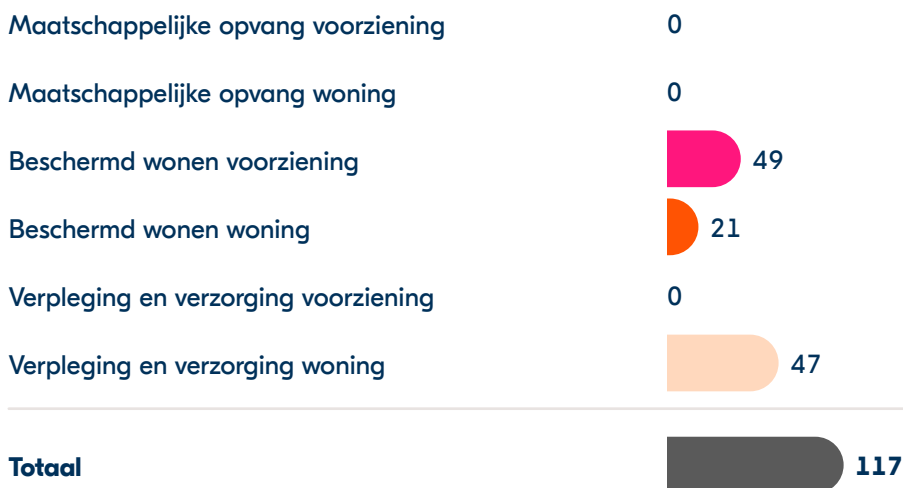 Maatschappelijke opvang voorziening 0
Maatschappelijke opvang woning 0
Beschermd wonen voorziening 49
Beschermd wonen woning 21
Verpleging en verzorging voorziening 0
Verpleging en verzorging woning 47
Totaal 117